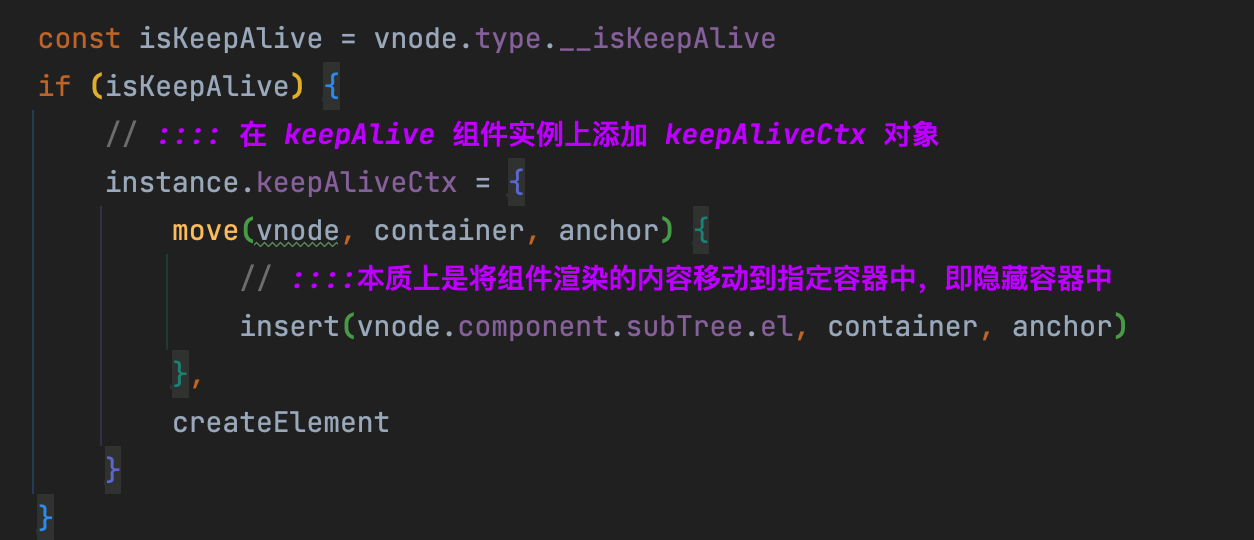 const isKeepAlive = vnode.type.__isKeepAlive
if (isKeepAlive) {
    // :::: 在 keepAlive 组件实例上添加 keepAliveCtx 对象
    instance.keepAliveCtx = {
        move(vnode, container, anchor) {
            // ::::本质上是将组件渲染的内容移动到指定容器中，即隐藏容器中
            insert(vnode.component.subTree.el, container, anchor)
        },
        createElement
    }
}